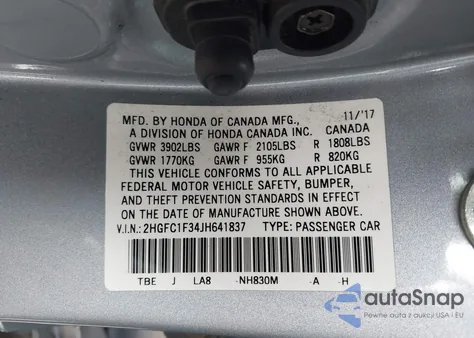 MFD. BY HONDA OF CANADA MFG., 11/'17
A DIVISION OF HONDA CANADA INC. CANADA
GVWR 3902LBS GAWR F 2105LBS R 1808LBS
GVWR 1770KG GAWR F 955KG R 820KG
THIS VEHICLE CONFORMS TO ALL APPLICABLE
FEDERAL MOTOR VEHICLE SAFETY, BUMPER,
AND THEFT PREVENTION STANDARDS IN EFFECT
ON THE DATE OF MANUFACTURE SHOWN ABOVE.
V.I.N.: 2HGFC1F34JH641837 TYPE: PASSENGER CAR
TBE J LA8 -NH830M -A -H
autoSnap
Pewne auta z aukcji USA i EU